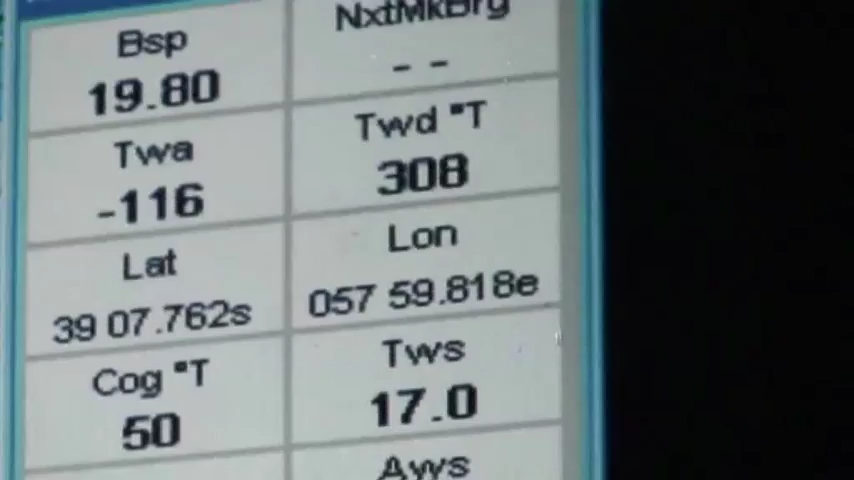 Bsp
19.80
NxtMkBrg
- -
Twa
-116
Twd °T
308
Lat
39 07.762s
Lon
057 59.818e
Cog °T
50
Tws
17.0
Aws